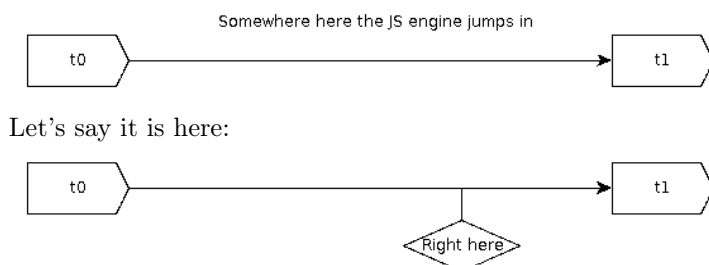 Somewhere here the JS engine jumps in
t0 t1
Let's say it is here:
t0 t1
Right here